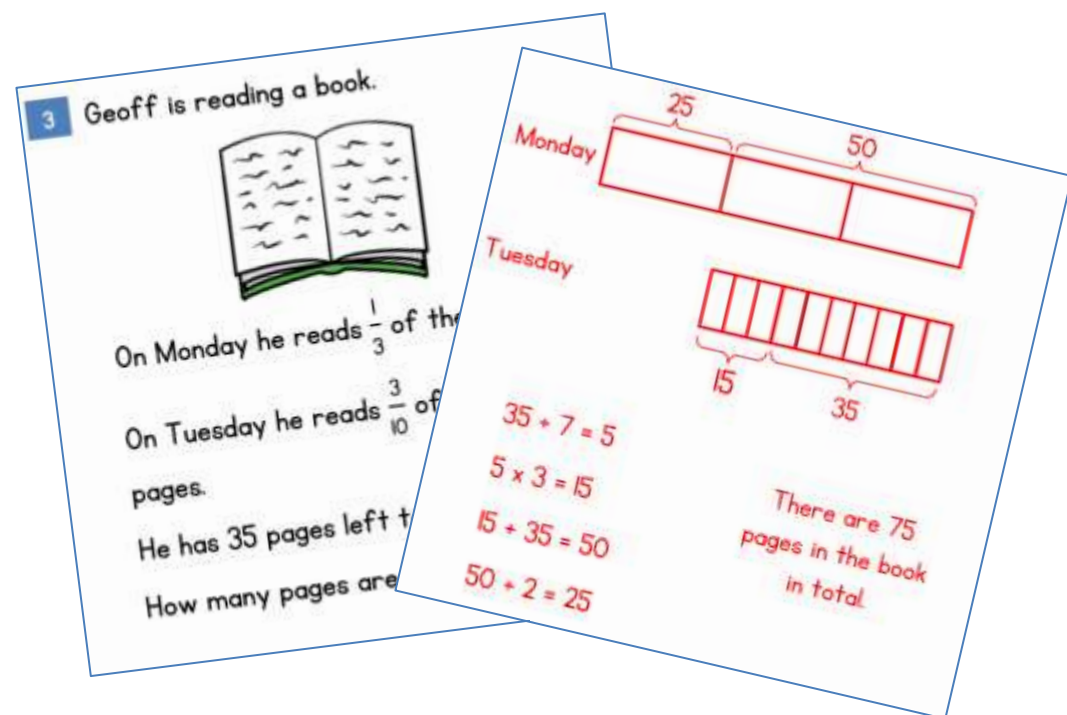 3 Geoff is reading a book.
On Monday he reads 1/3 of the
On Tuesday he reads 3/10 of
pages.
He has 35 pages left t
How many pages are
25
50
Monday
Tuesday
15
35
35 ÷ 7 = 5
5 x 3 = 15
15 + 35 = 50
50 ÷ 2 = 25
There are 75
pages in the book
in total.